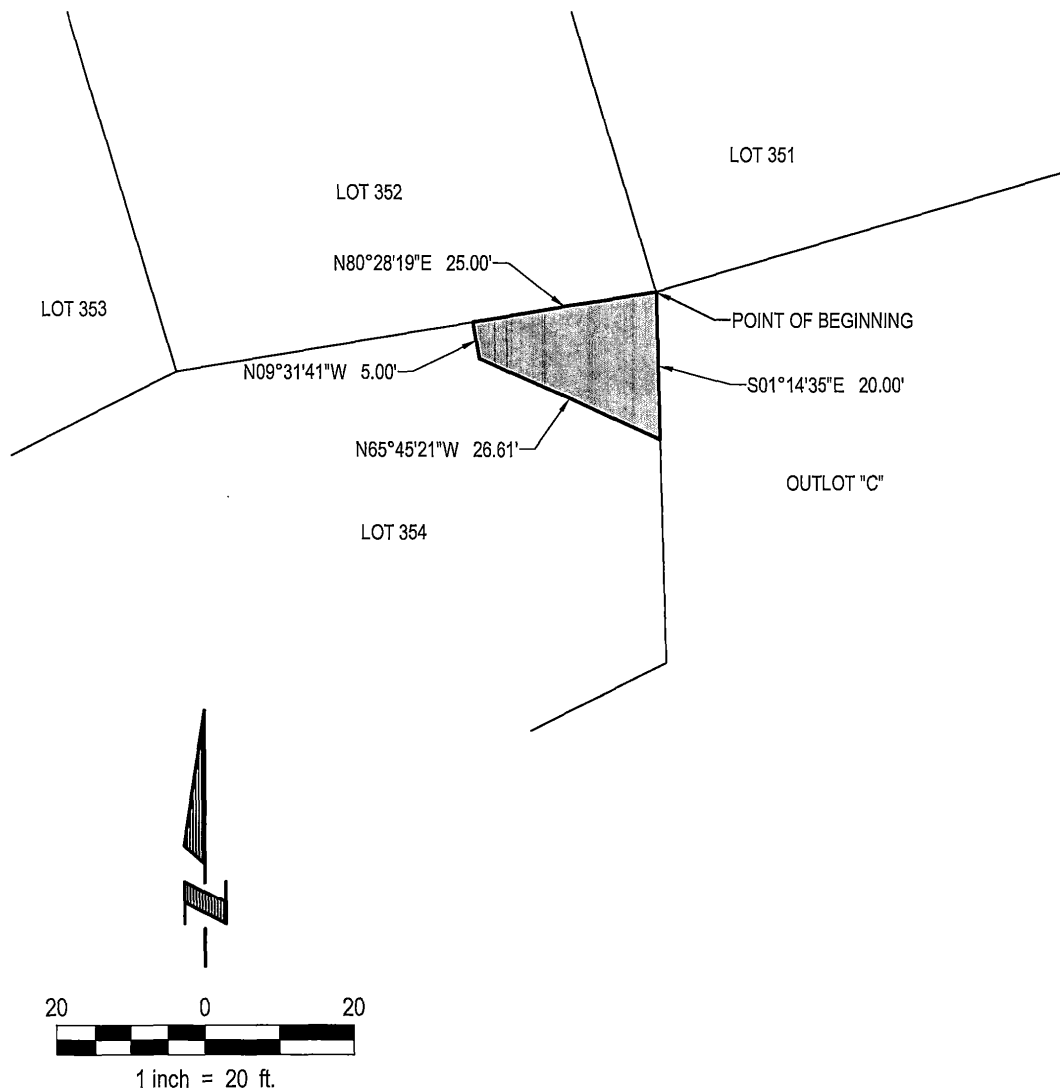 LOT 351
LOT 352
N80°28'19"E 25.00'
LOT 353
POINT OF BEGINNING
N09°31'41"W 5.00'
S01°14'35"E 20.00'
N65°45'21"W 26.61'
OUTLOT "C"
LOT 354
20 0 20
1 inch = 20 ft.